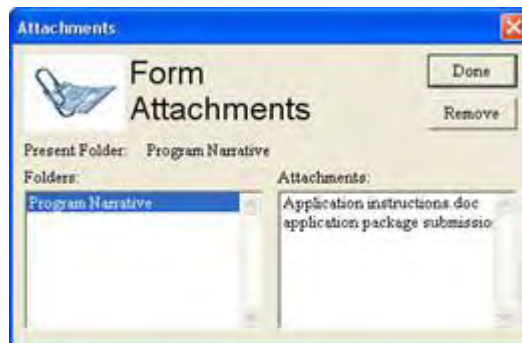 Attachments
Form
Attachments
Done
Remove
Present Folder: Program Narrative
Folders:
Attachments:
Program Narrative
Application instructions.doc
application package submissio